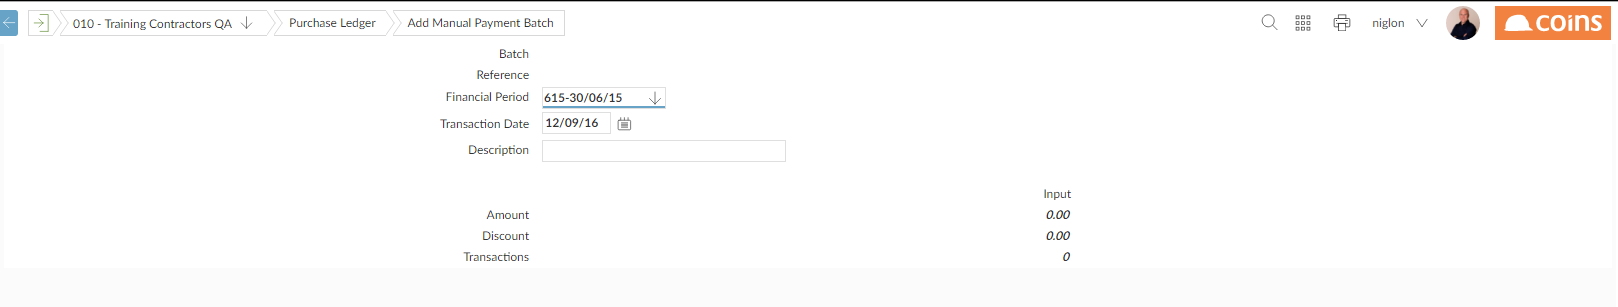 010 - Training Contractors QA Purchase Ledger Add Manual Payment Batch niglon coins
Batch
Reference
Financial Period 615-30/06/15
Transaction Date 12/09/16
Description
Input
Amount 0.00
Discount 0.00
Transactions 0